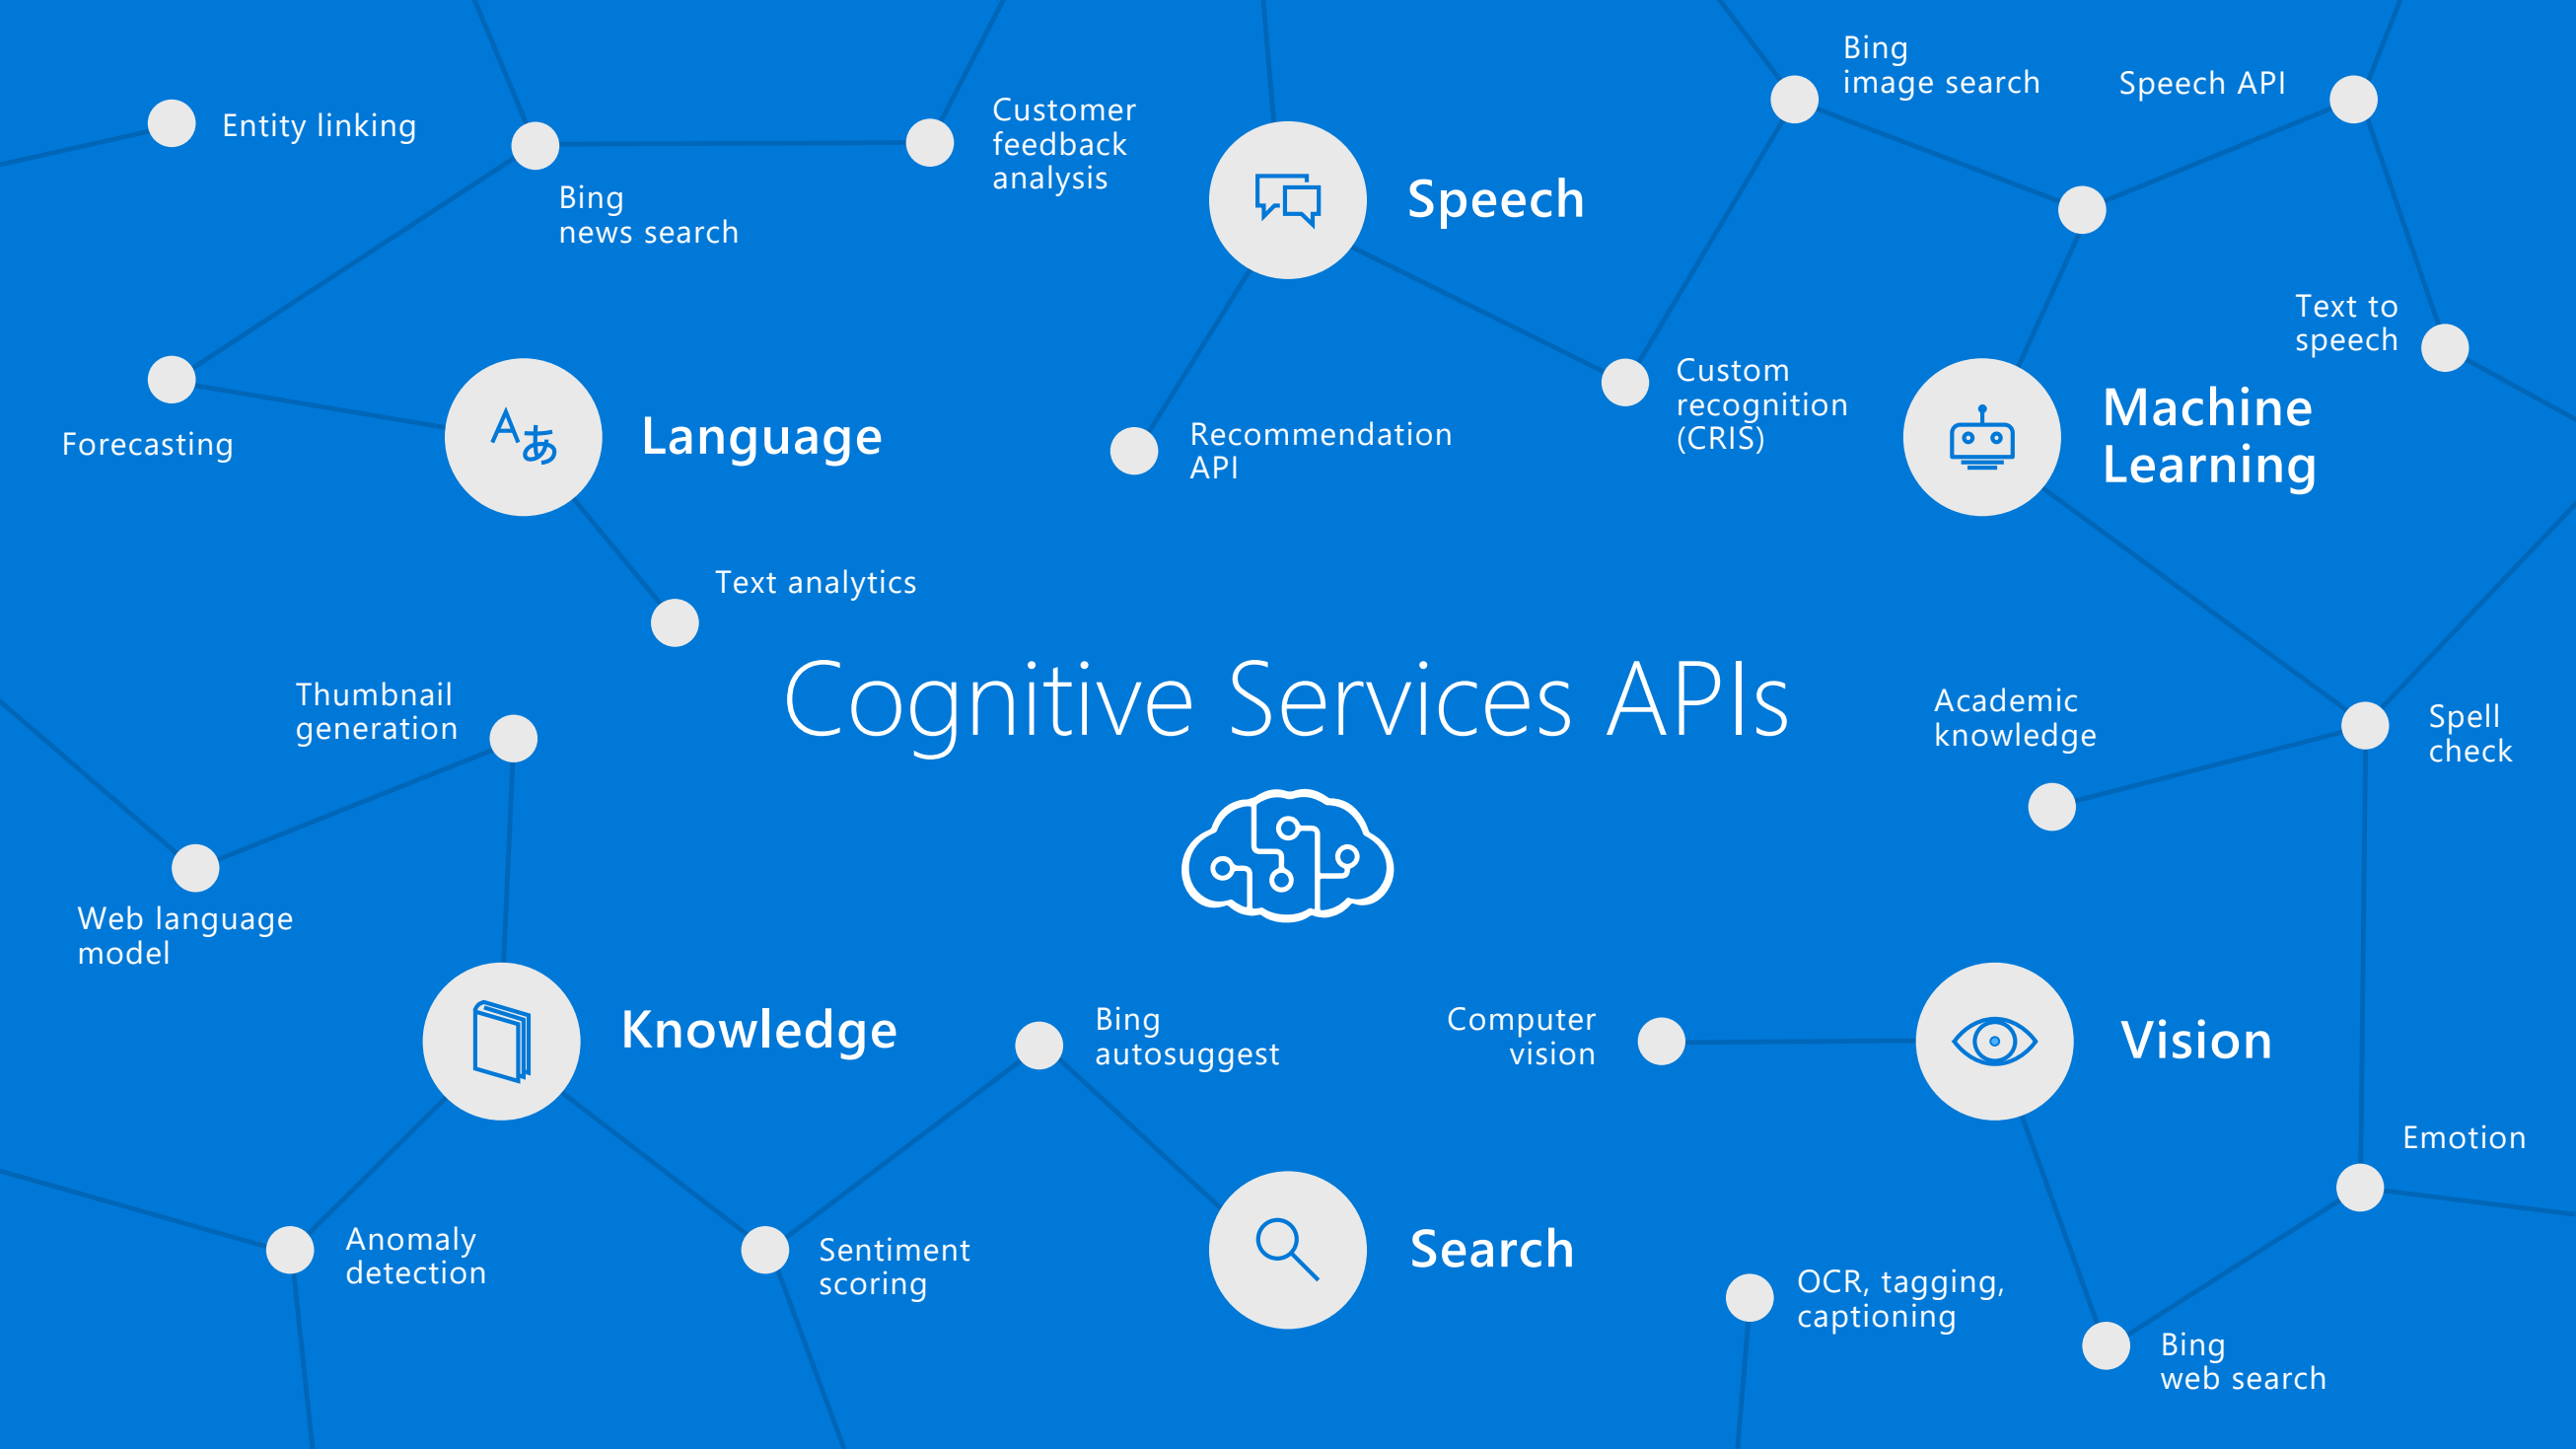 Bing
image search
Speech API
Entity linking
Customer
feedback
analysis
Bing
news search
Speech
Text to
speech
Custom
recognition
(CRIS)
Machine
Learning
Forecasting
Aあ
Language
Recommendation
API
Text analytics
Thumbnail
generation
Cognitive Services APIs
Academic
knowledge
Spell
check
Web language
model
Knowledge
Bing
autosuggest
Computer
vision
Vision
Emotion
Anomaly
detection
Sentiment
scoring
Search
OCR, tagging,
captioning
Bing
web search